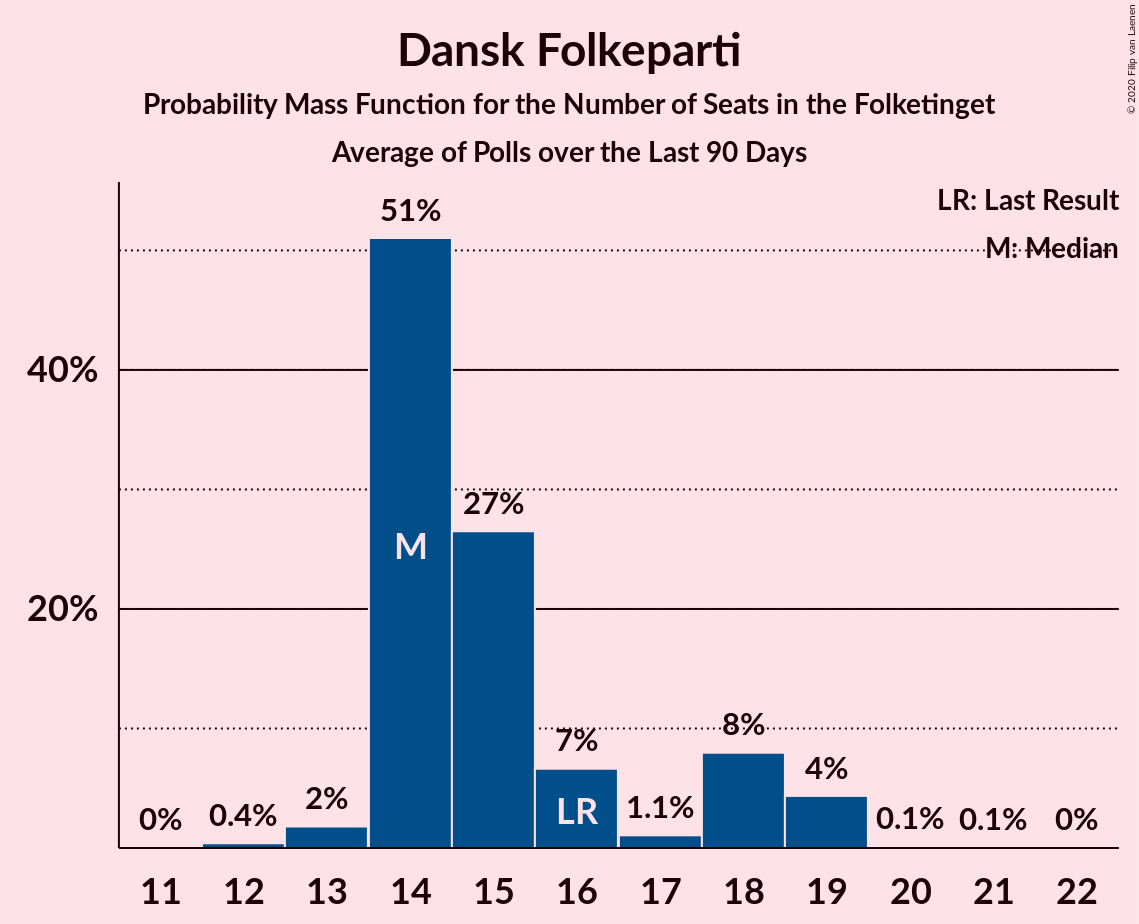 Dansk Folkeparti
Probability Mass Function for the Number of Seats in the Folketinget
Average of Polls over the Last 90 Days
© 2020 Filip van Laenen
LR: Last Result
M: Median
51%
40%
27%
M
20%
8%
7%
4%
2%
LR
1.1%
0.4%
0%
0.1%
0.1%
0%
11 12 13 14 15 16 17 18 19 20 21 22